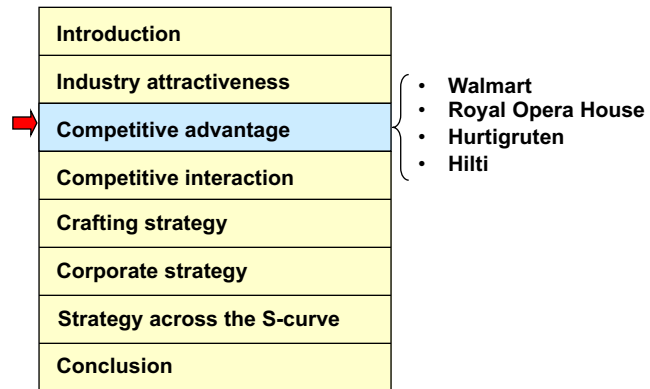 Introduction
Industry attractiveness
Competitive advantage
Competitive interaction
Crafting strategy
Corporate strategy
Strategy across the S-curve
Conclusion
• Walmart
• Royal Opera House
• Hurtigruten
• Hilti